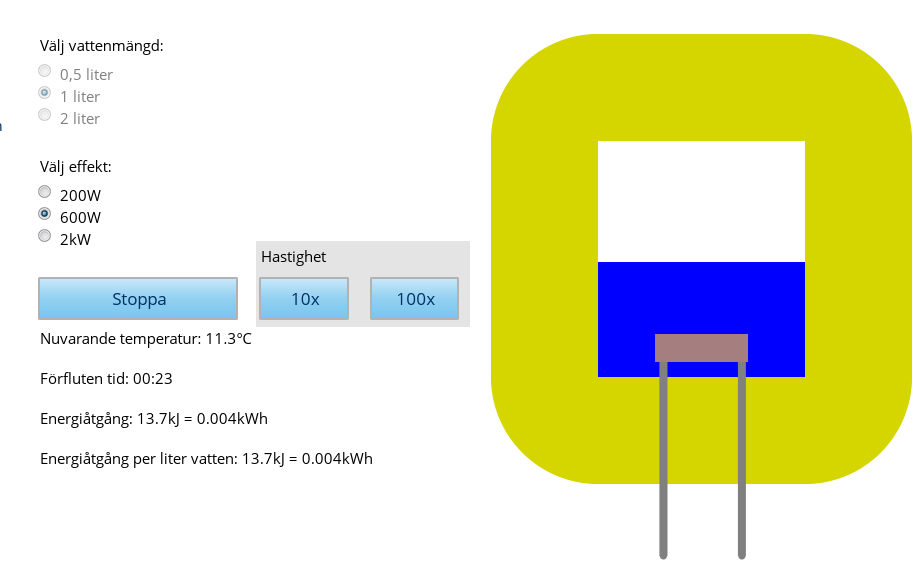 Välj vattenmängd:
0,5 liter
1 liter
2 liter
Välj effekt:
200W
600W
2kW
Hastighet
Stoppa
10x
100x
Nuvarande temperatur: 11.3°C
Förfluten tid: 00:23
Energiåtgång: 13.7kJ = 0.004kWh
Energiåtgång per liter vatten: 13.7kJ = 0.004kWh